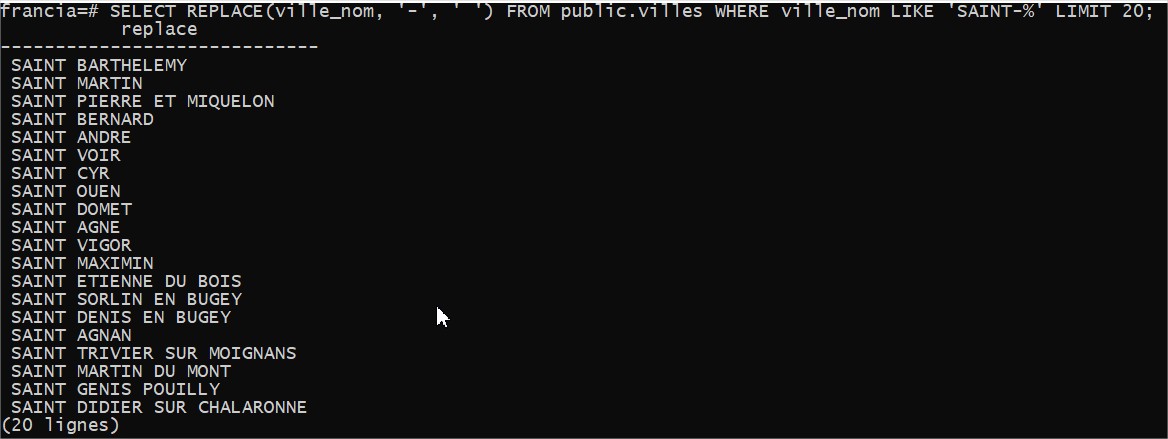 francia=# SELECT REPLACE(ville_nom, '-', ' ') FROM public.villes WHERE ville_nom LIKE 'SAINT-%' LIMIT 20;
replace
-----------------------------
SAINT BARTHELEMY
SAINT MARTIN
SAINT PIERRE ET MIQUELON
SAINT BERNARD
SAINT ANDRE
SAINT VOIR
SAINT CYR
SAINT OUEN
SAINT DOMET
SAINT AGNE
SAINT VIGOR
SAINT MAXIMIN
SAINT ETIENNE DU BOIS
SAINT SORLIN EN BUGEY
SAINT DENIS EN BUGEY
SAINT AGNAN
SAINT TRIVIER SUR MOIGNANS
SAINT MARTIN DU MONT
SAINT GENIS POUILLY
SAINT DIDIER SUR CHALARONNE
(20 lignes)